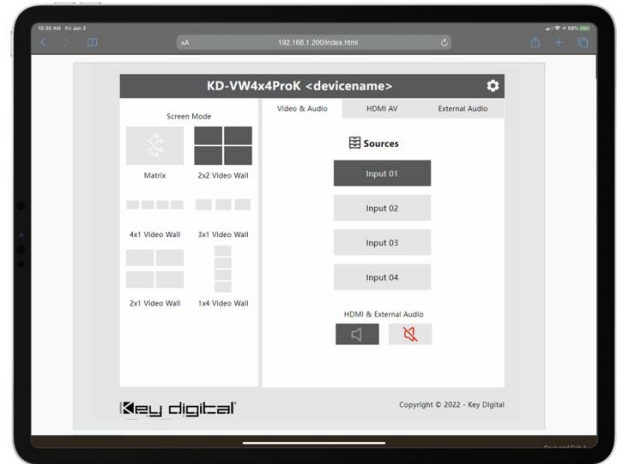 10:30 AM Fri Jan 3
88%
AA
192.168.1.200/index.html
KD-VW4x4ProK <devicename>
Screen Mode
Matrix
2x2 Video Wall
4x1 Video Wall
3x1 Video Wall
2x1 Video Wall
1x4 Video Wall
Video & Audio
HDMI AV
External Audio
Sources
Input 01
Input 02
Input 03
Input 04
HDMI & External Audio
Key digital
Copyright © 2022 - Key Digital